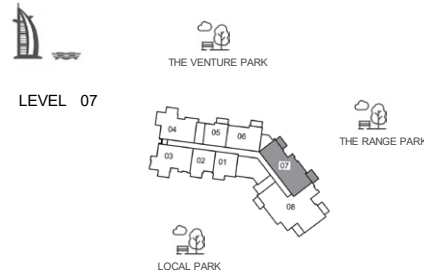 THE VENTURE PARK
LEVEL 07
04
05
06
THE RANGE PARK
03
02
01
07
08
LOCAL PARK